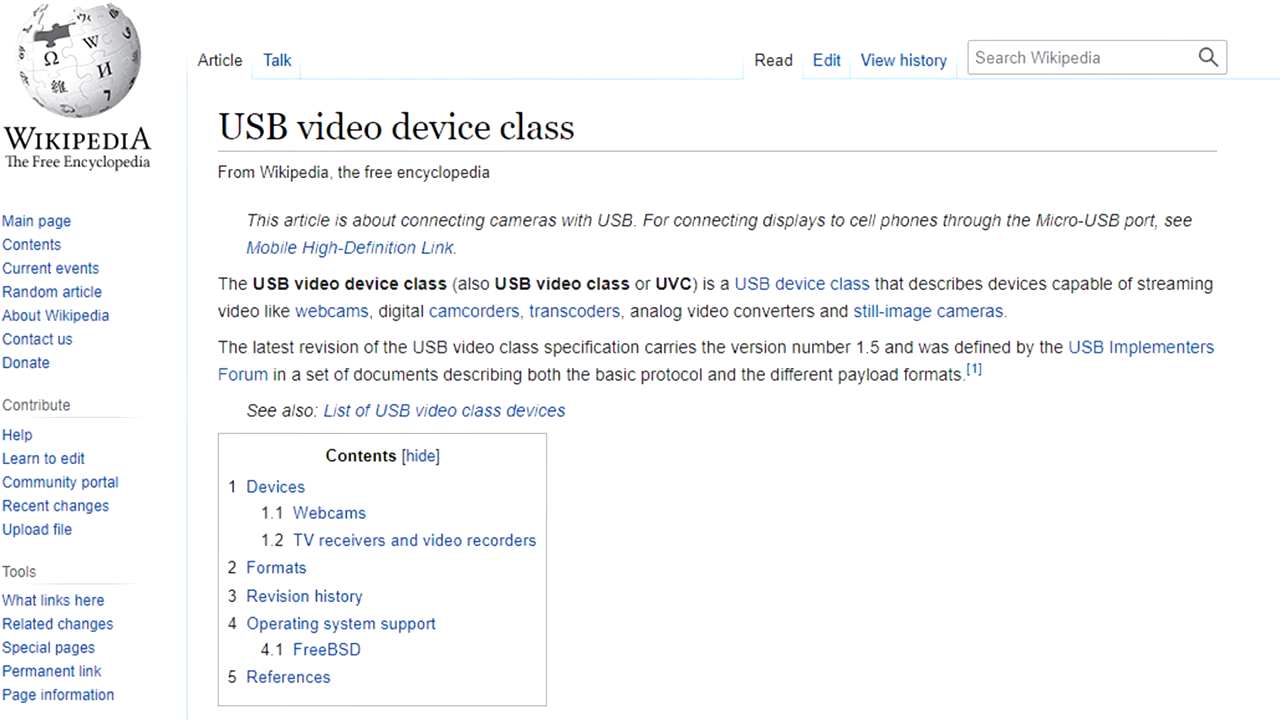 WIKIPEDIA
The Free Encyclopedia
Main page
Contents
Current events
Random article
About Wikipedia
Contact us
Donate
Contribute
Help
Learn to edit
Community portal
Recent changes
Upload file
Tools
What links here
Related changes
Special pages
Permanent link
Page information
Article Talk Read Edit View history Search Wikipedia
USB video device class
From Wikipedia, the free encyclopedia
This article is about connecting cameras with USB. For connecting displays to cell phones through the Micro-USB port, see
Mobile High-Definition Link.
The USB video device class (also USB video class or UVC) is a USB device class that describes devices capable of streaming
video like webcams, digital camcorders, transcoders, analog video converters and still-image cameras.
The latest revision of the USB video class specification carries the version number 1.5 and was defined by the USB Implementers
Forum in a set of documents describing both the basic protocol and the different payload formats.[1]
See also: List of USB video class devices
Contents [hide]
1 Devices
1.1 Webcams
1.2 TV receivers and video recorders
2 Formats
3 Revision history
4 Operating system support
4.1 FreeBSD
5 References